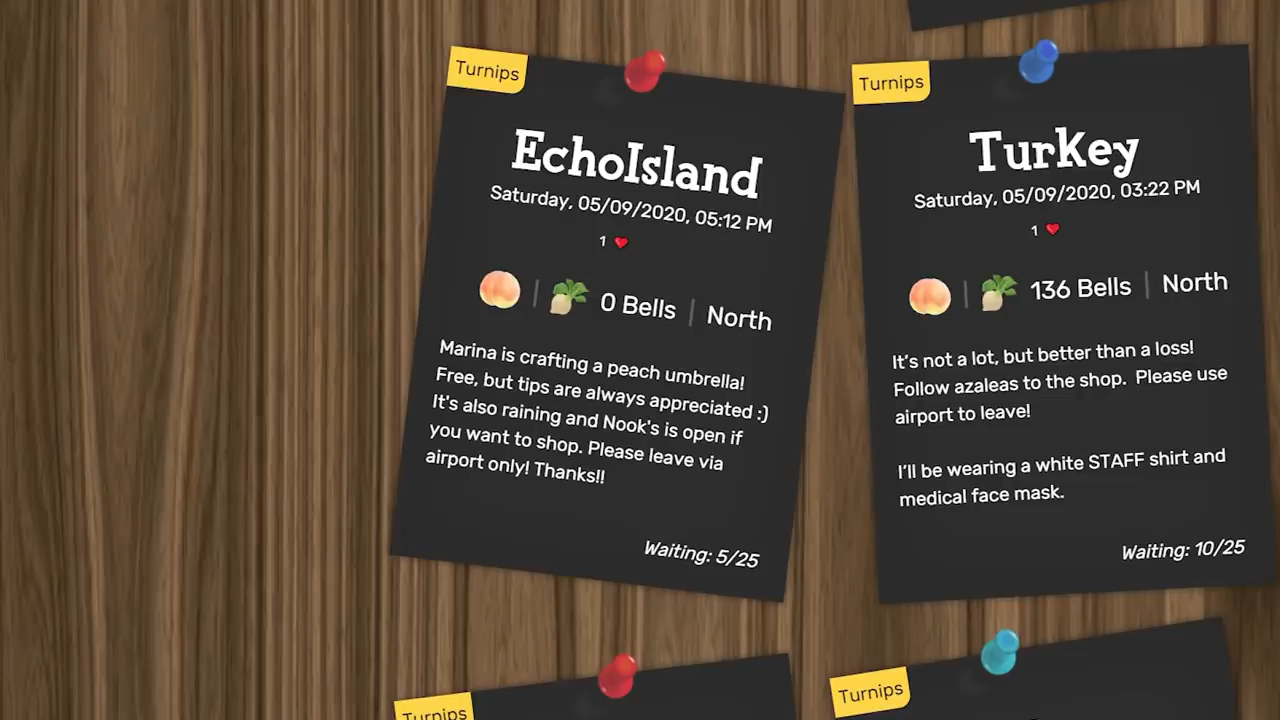 Turnips
EchoIsland
Saturday, 05/09/2020, 05:12 PM
1
0 Bells | North
Marina is crafting a peach umbrella!
Free, but tips are always appreciated :)
It's also raining and Nook's is open if
you want to shop. Please leave via
airport only! Thanks!!
Waiting: 5/25
Turnips
Turkey
Saturday, 05/09/2020, 03:22 PM
1
136 Bells | North
It's not a lot, but better than a loss!
Follow azaleas to the shop. Please use
airport to leave!
I'll be wearing a white STAFF shirt and
medical face mask.
Waiting: 10/25
Turnips
Turnips